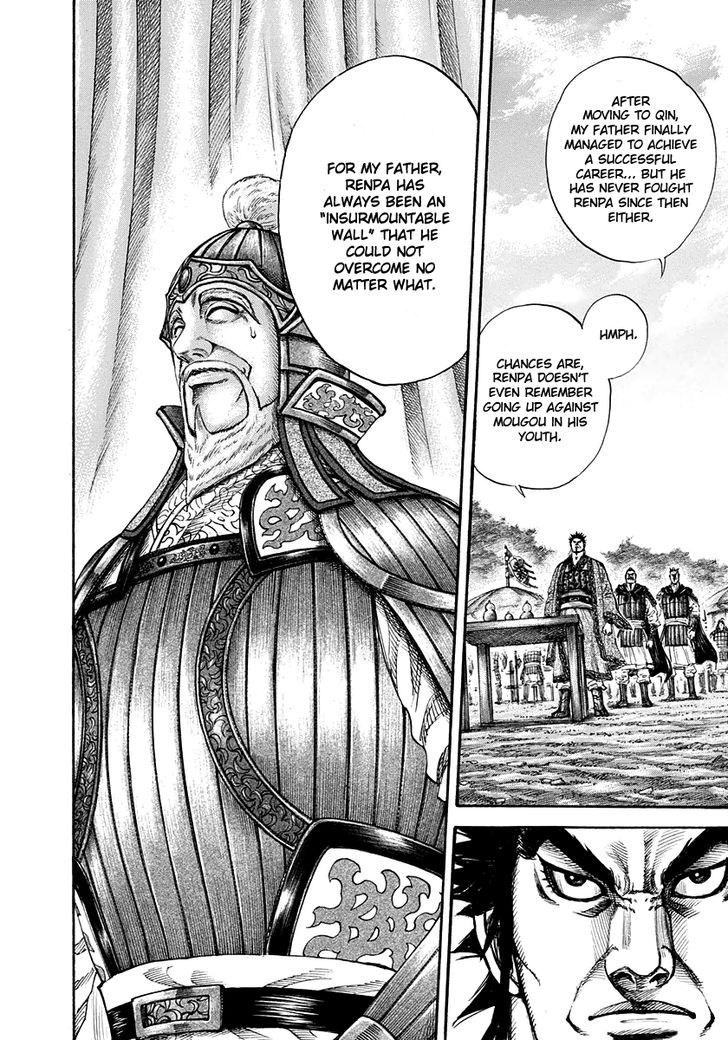 AFTER
MOVING TO QIN,
MY FATHER FINALLY
MANAGED TO ACHIEVE
A SUCCESSFUL
CAREER... BUT HE
HAS NEVER FOUGHT
RENPA SINCE THEN
EITHER.
HMPH.
CHANCES ARE,
RENPA DOESN'T
EVEN REMEMBER
GOING UP AGAINST
MOUGOU IN HIS
YOUTH.
FOR MY FATHER,
RENPA HAS
ALWAYS BEEN AN
"INSURMOUNTABLE
WALL" THAT HE
COULD NOT
OVERCOME NO
MATTER WHAT.